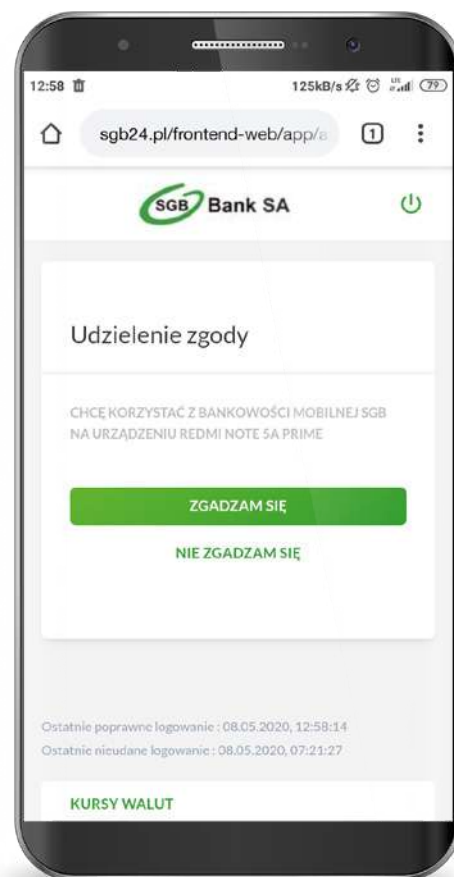 12:58 125kB/s 79
sgb24.pl/frontend-web/app/a 1
SGB Bank SA
Udzielenie zgody
CHCĘ KORZYSTAĆ Z BANKOWOŚCI MOBILNEJ SGB
NA URZĄDZENIU REDMI NOTE 5A PRIME
ZGADZAM SIĘ
NIE ZGADZAM SIĘ
Ostatnie poprawne logowanie : 08.05.2020, 12:58:14
Ostatnie nieudane logowanie : 08.05.2020, 07:21:27
KURSY WALUT